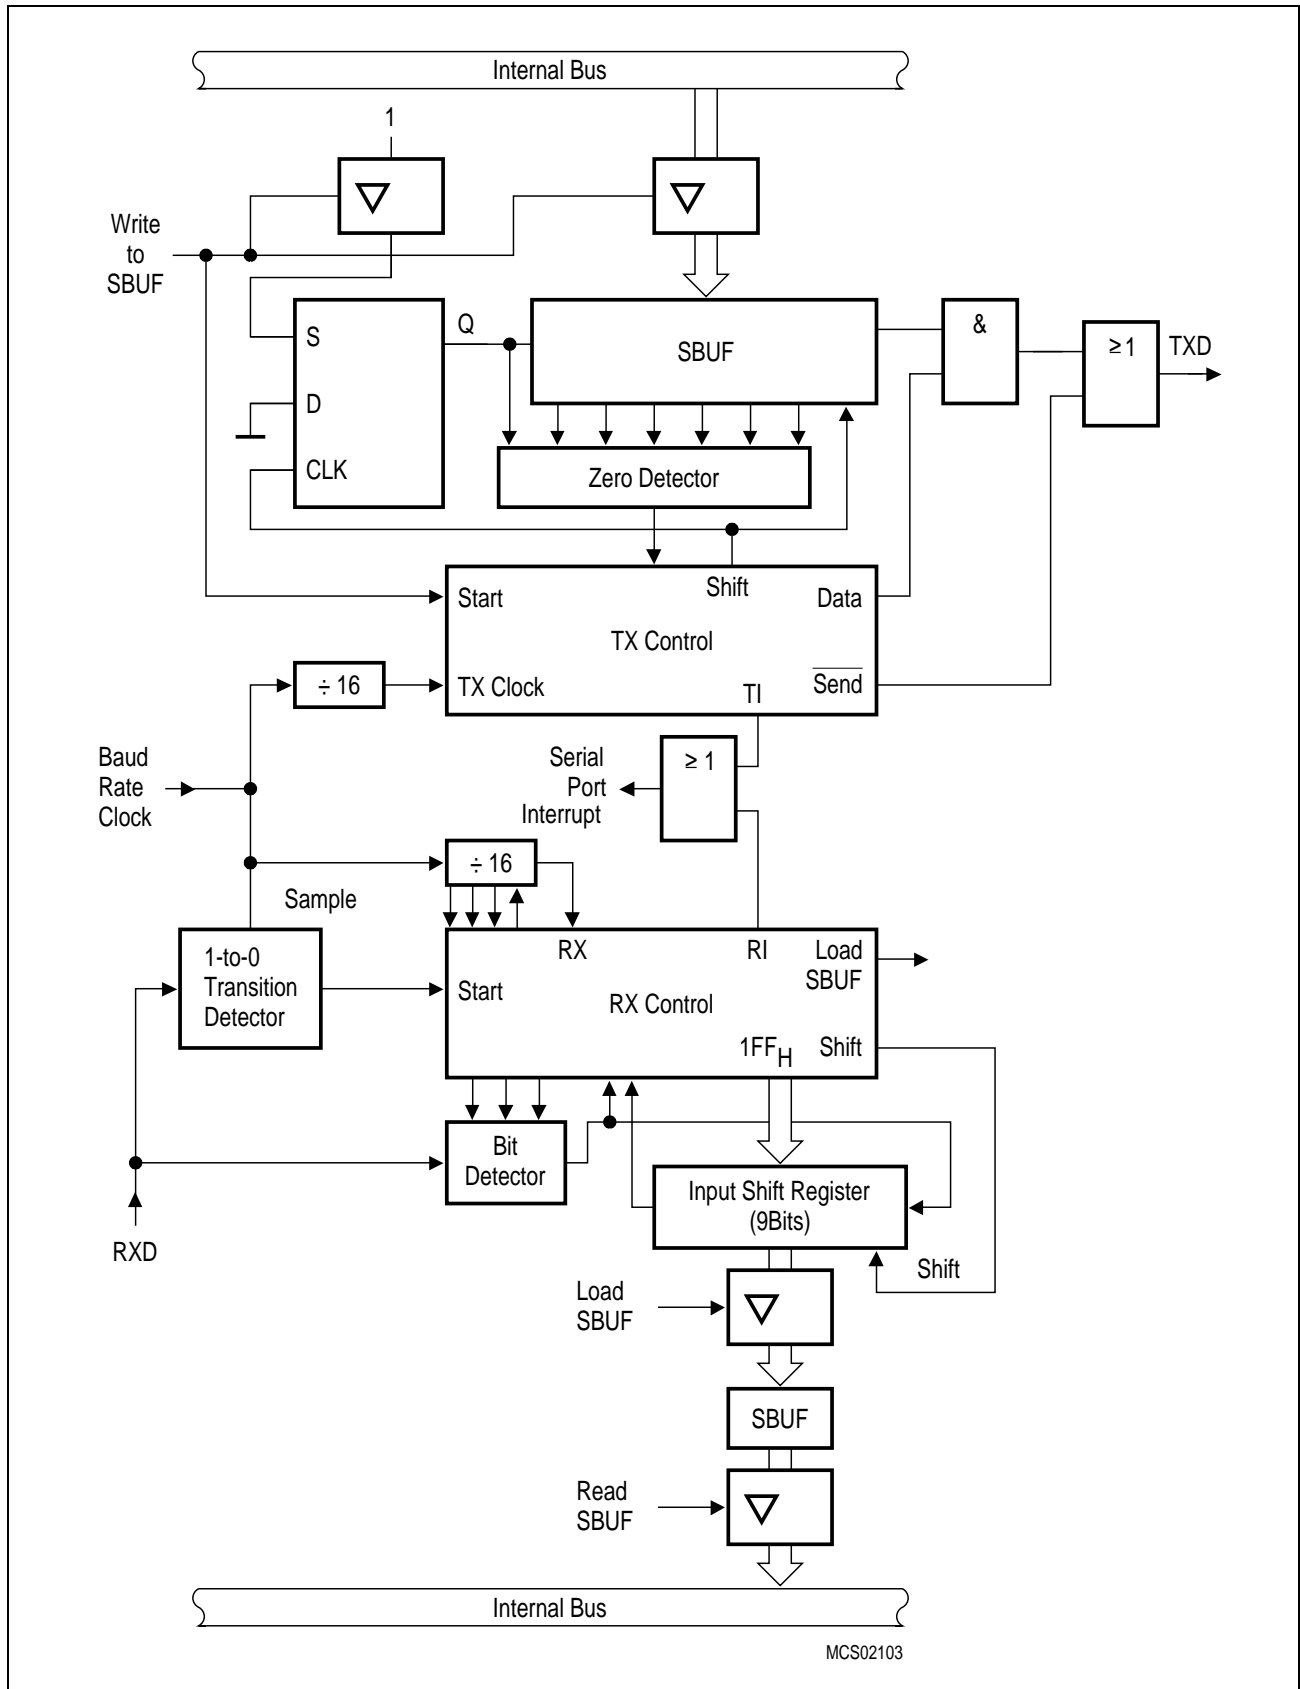 Internal Bus
1
Write
to
SBUF
S
Q
D
CLK
SBUF
&
≥ 1
TXD
Zero Detector
Start
Shift
Data
TX Control
÷ 16
TX Clock
TI
Send
Baud
Rate
Clock
Serial
Port
Interrupt
≥ 1
÷ 16
Sample
1-to-0
Transition
Detector
RX
RI
Load
SBUF
Start
RX Control
1FFH
Shift
Bit
Detector
Input Shift Register
(9Bits)
RXD
Shift
Load
SBUF
SBUF
Read
SBUF
Internal Bus
MCS02103